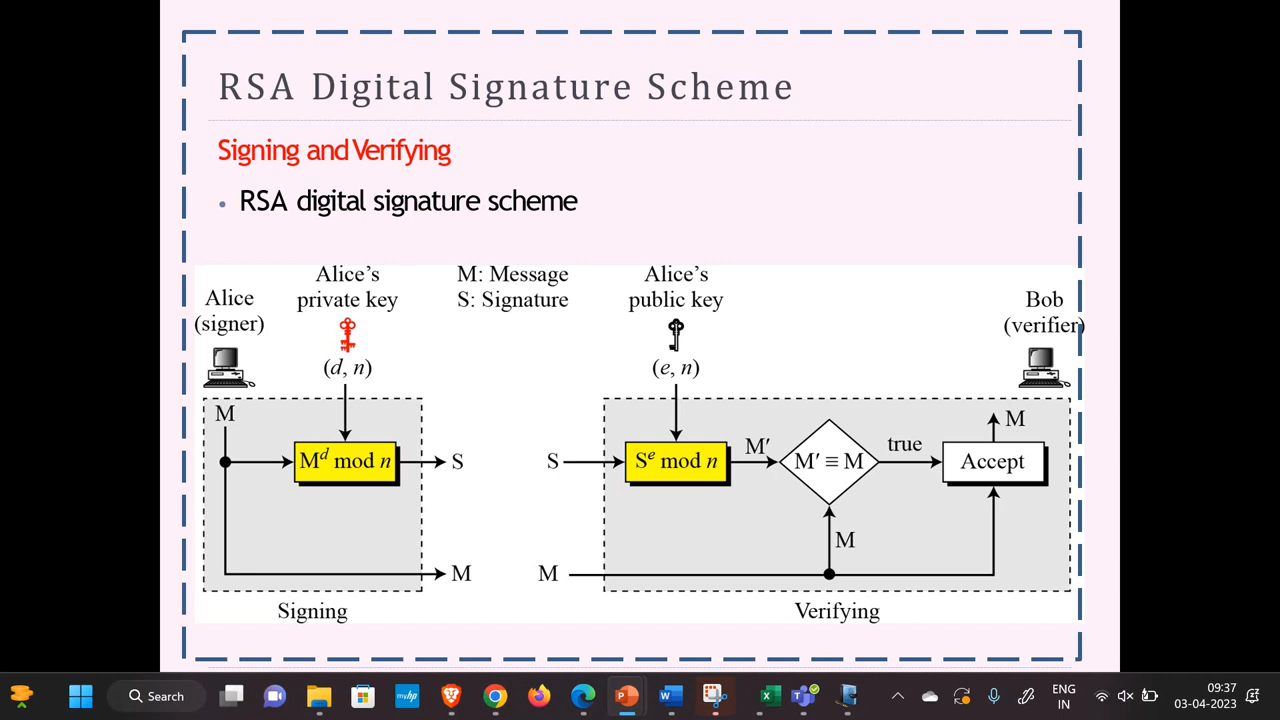 RSA Digital Signature Scheme
Signing and Verifying
• RSA digital signature scheme
Alice's
private key
M: Message
S: Signature
Alice's
public key
Alice
(signer)
Bob
(verifier)
(d, n)
(e, n)
M
M^d mod n
S
M
Signing
S
S^e mod n
M′
M′ ≡ M
true
Accept
M
M
M
Verifying
Search
myhp
ENG
IN
09:37
03-04-2023